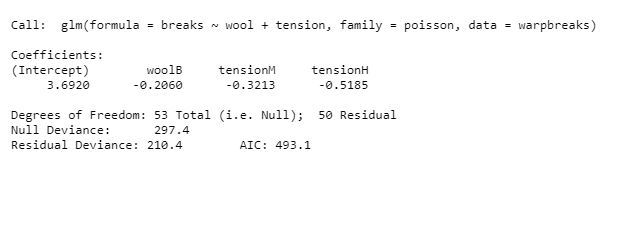 Call:  glm(formula = breaks ~ wool + tension, family = poisson, data = warpbreaks)
Coefficients:
(Intercept)        woolB     tensionM     tensionH
     3.6920      -0.2060      -0.3213      -0.5185
Degrees of Freedom: 53 Total (i.e. Null);  50 Residual
Null Deviance:      297.4
Residual Deviance: 210.4        AIC: 493.1